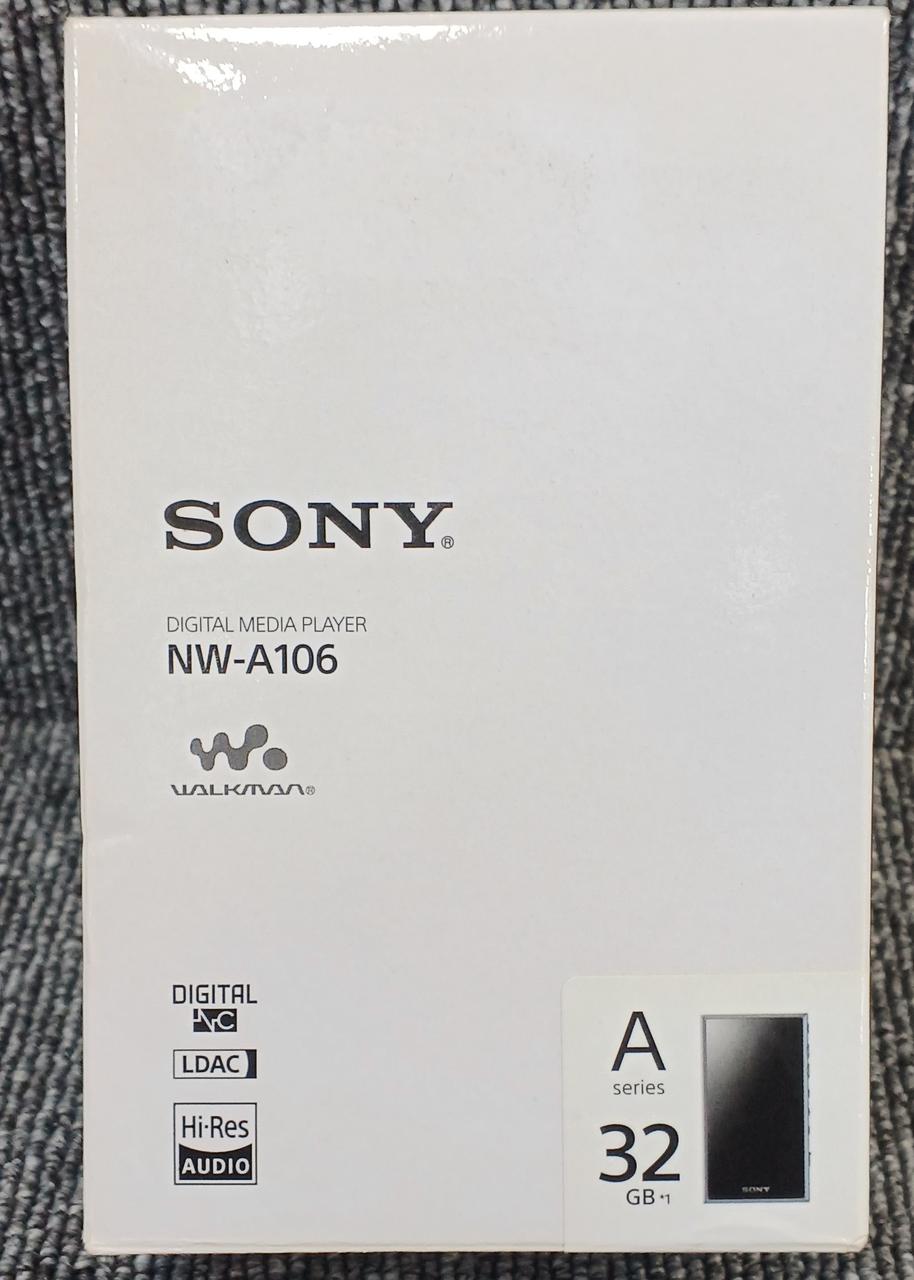 SONY®
DIGITAL MEDIA PLAYER
NW-A106
WALKMAN®
DIGITAL
NC
LDAC
Hi-Res
AUDIO
A
series
32
GB *1
SONY